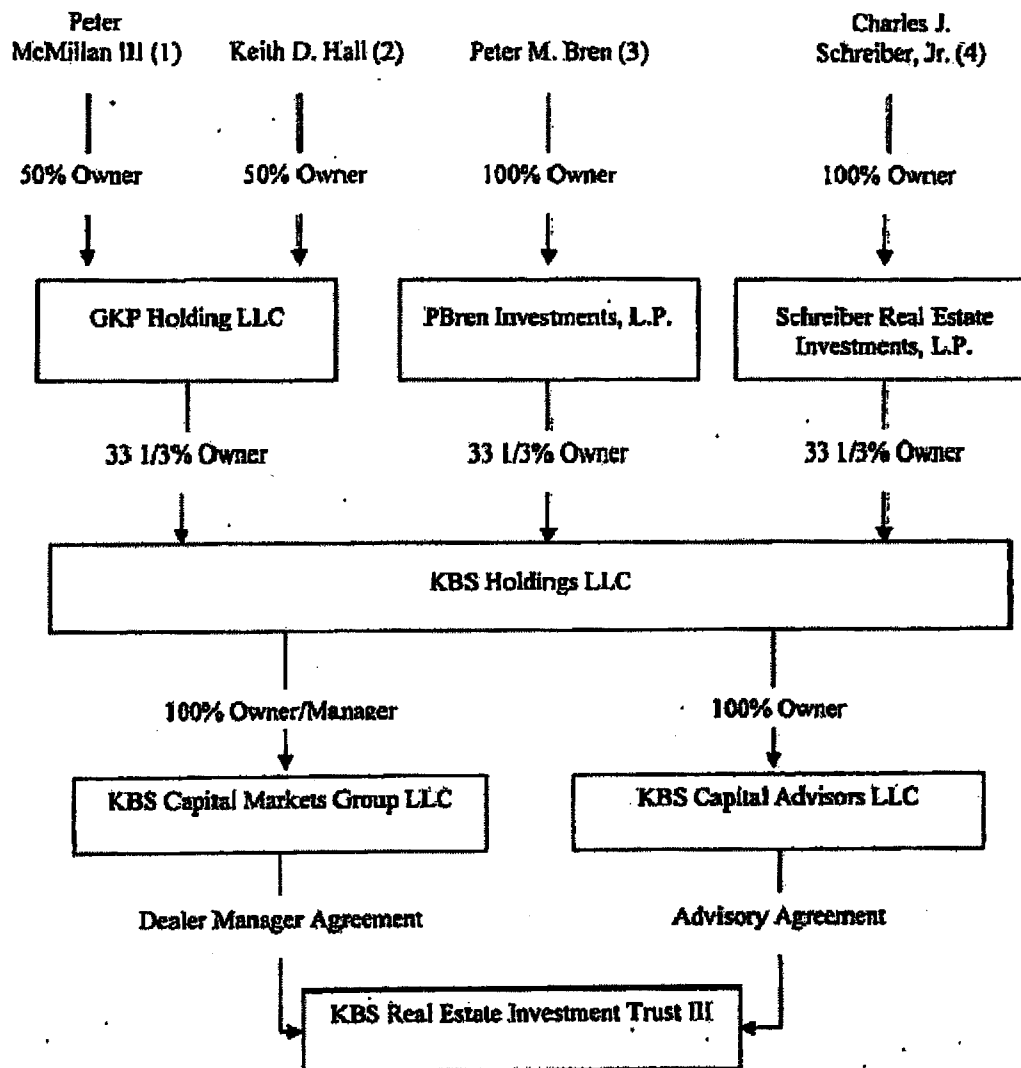 Peter
McMillan III (1)
Keith D. Hall (2)
Peter M. Bren (3)
Charles J.
Schreiber, Jr. (4)
50% Owner
50% Owner
100% Owner
100% Owner
GKP Holding LLC
PBren Investments, L.P.
Schreiber Real Estate
Investments, L.P.
33 1/3% Owner
33 1/3% Owner
33 1/3% Owner
KBS Holdings LLC
100% Owner/Manager
100% Owner
KBS Capital Markets Group LLC
KBS Capital Advisors LLC
Dealer Manager Agreement
Advisory Agreement
KBS Real Estate Investment Trust III